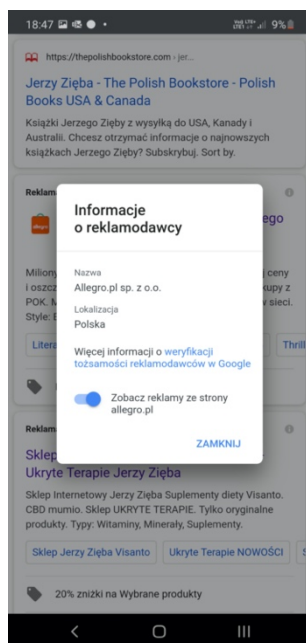 18:47
9%
https://thepolishbookstore.com › jer...
Jerzy Zięba - The Polish Bookstore - Polish
Books USA & Canada
Książki Jerzego Zięby z wysyłką do USA, Kanady i
Australii. Chcesz otrzymać informacje o najnowszych
książkach Jerzego Zięby? Subskrybuj. Sort by.
Reklam
allegro
ego
Informacje
o reklamodawcy
Nazwa
Allegro.pl sp. z o.o.
Lokalizacja
Polska
Miliony
ceny
i oszcz
kupy z
POK. M
w sieci.
Style: E
Więcej informacji o weryfikacji
tożsamości reklamodawców w Google
Litera
Thrill
Zobacz reklamy ze strony
allegro.pl
ZAMKNIJ
Reklam
Sklep
Ukryte Terapie Jerzy Zięba
Sklep Internetowy Jerzy Zięba Suplementy diety Visanto.
CBD mumio. Sklep UKRYTE TERAPIE. Tylko oryginalne
produkty. Typy: Witaminy, Minerały, Suplementy.
Sklep Jerzy Zięba Visanto
Ukryte Terapie NOWOŚCI
20% zniżki na Wybrane produkty